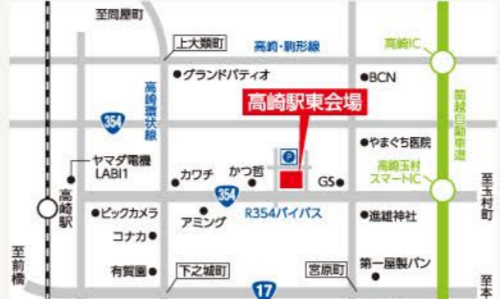 至問屋町
上大類町
高崎・駒形線
高崎IC
グランドパティオ
BCN
高崎環状線
高崎駅東会場
関越自動車道
354
P
やまぐち医院
ヤマダ電機
LABI1
高崎玉村
スマートIC
カワチ
かつ哲
354
GS
至玉村町
高崎駅
ビックカメラ
アミング
R354バイパス
進雄神社
コナカ
至前橋
有賀園
下之城町
17
宮原町
第一屋製パン
至本